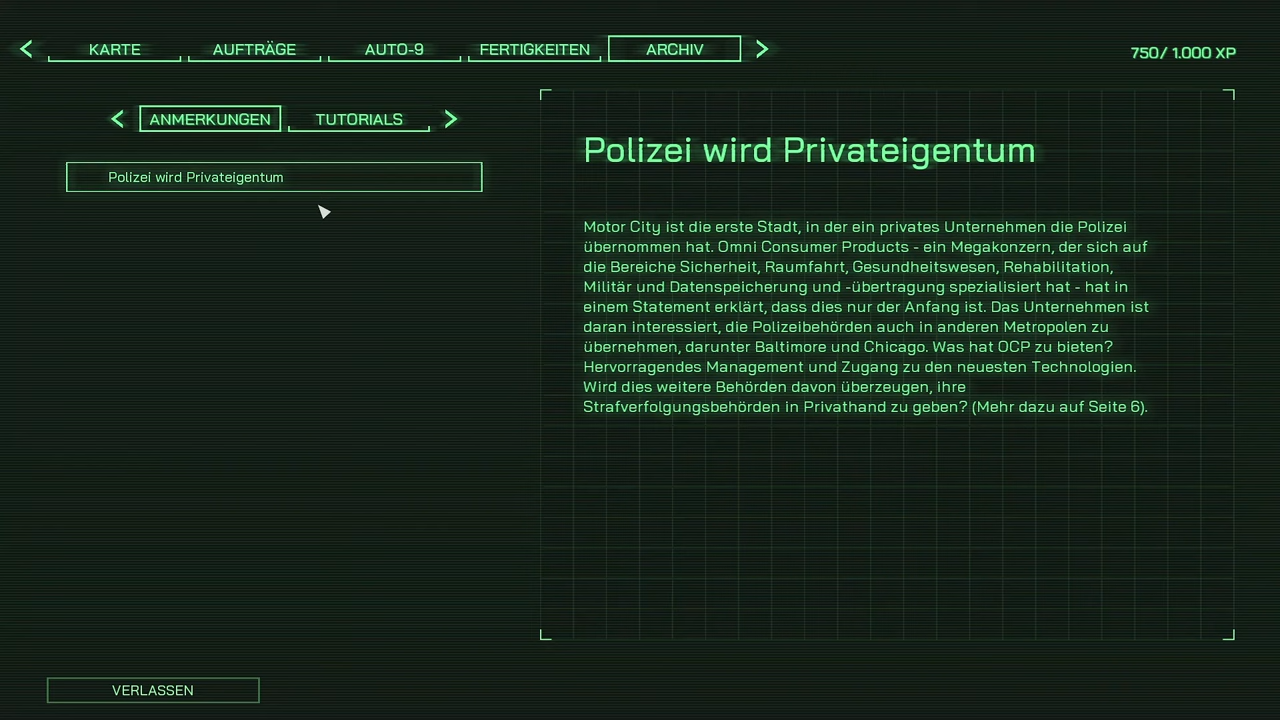 KARTE AUFTRÄGE AUTO-9 FERTIGKEITEN ARCHIV
750/ 1.000 XP
ANMERKUNGEN TUTORIALS
Polizei wird Privateigentum
Polizei wird Privateigentum
Motor City ist die erste Stadt, in der ein privates Unternehmen die Polizei
übernommen hat. Omni Consumer Products - ein Megakonzern, der sich auf
die Bereiche Sicherheit, Raumfahrt, Gesundheitswesen, Rehabilitation,
Militär und Datenspeicherung und -übertragung spezialisiert hat - hat in
einem Statement erklärt, dass dies nur der Anfang ist. Das Unternehmen ist
daran interessiert, die Polizeibehörden auch in anderen Metropolen zu
übernehmen, darunter Baltimore und Chicago. Was hat OCP zu bieten?
Hervorragendes Management und Zugang zu den neuesten Technologien.
Wird dies weitere Behörden davon überzeugen, ihre
Strafverfolgungsbehörden in Privathand zu geben? (Mehr dazu auf Seite 6).
VERLASSEN